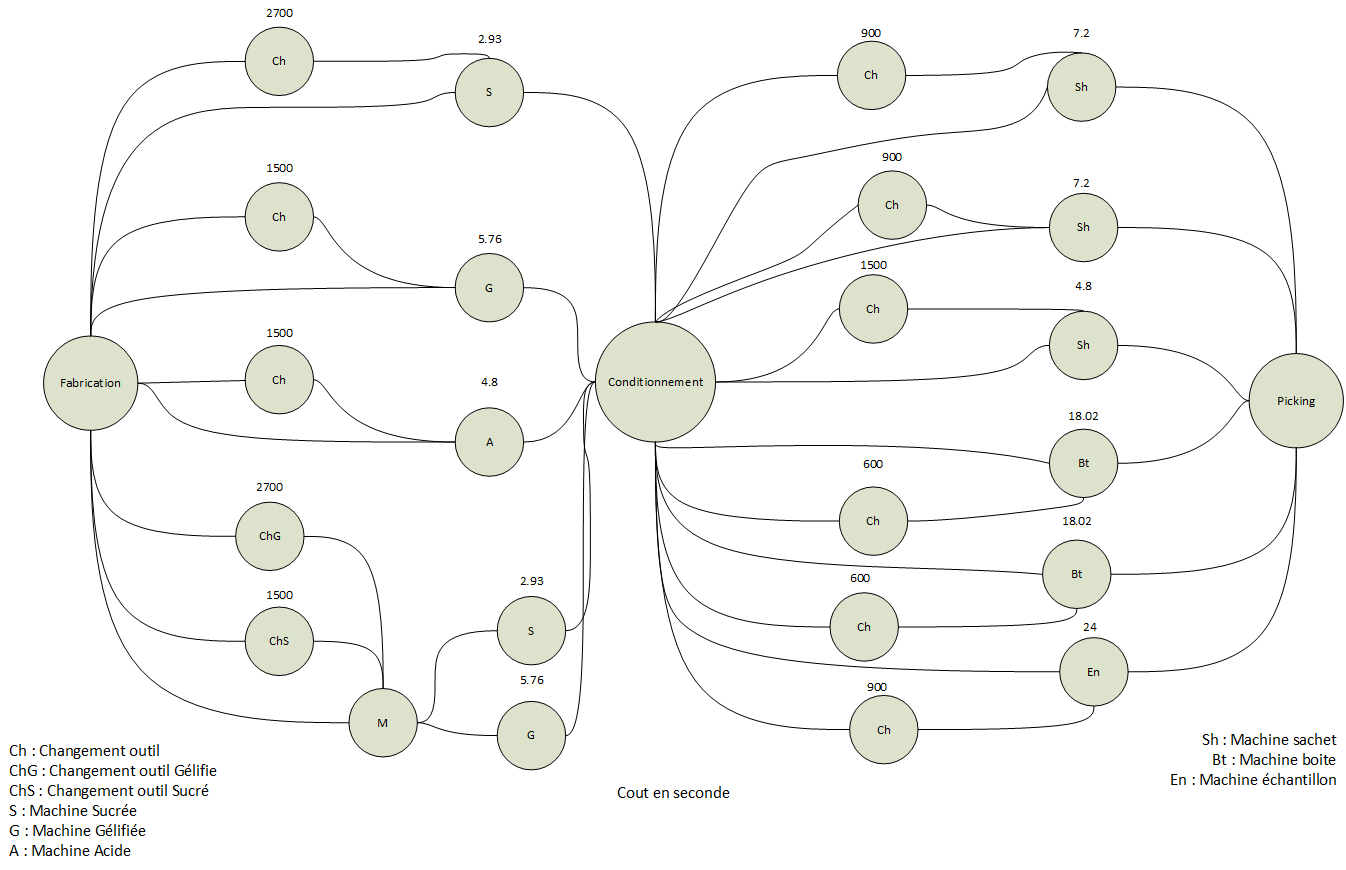 2700
Ch
2.93
S
1500
Ch
5.76
G
1500
Ch
4.8
A
Fabrication
2700
ChG
1500
ChS
M
2.93
S
5.76
G
Conditionnement
900
Ch
7.2
Sh
900
Ch
7.2
Sh
1500
Ch
4.8
Sh
18.02
Bt
600
Ch
18.02
Bt
600
Ch
24
En
900
Ch
Picking
Ch : Changement outil
ChG : Changement outil Gélifie
ChS : Changement outil Sucré
S : Machine Sucrée
G : Machine Gélifiée
A : Machine Acide
Cout en seconde
Sh : Machine sachet
Bt : Machine boite
En : Machine échantillon